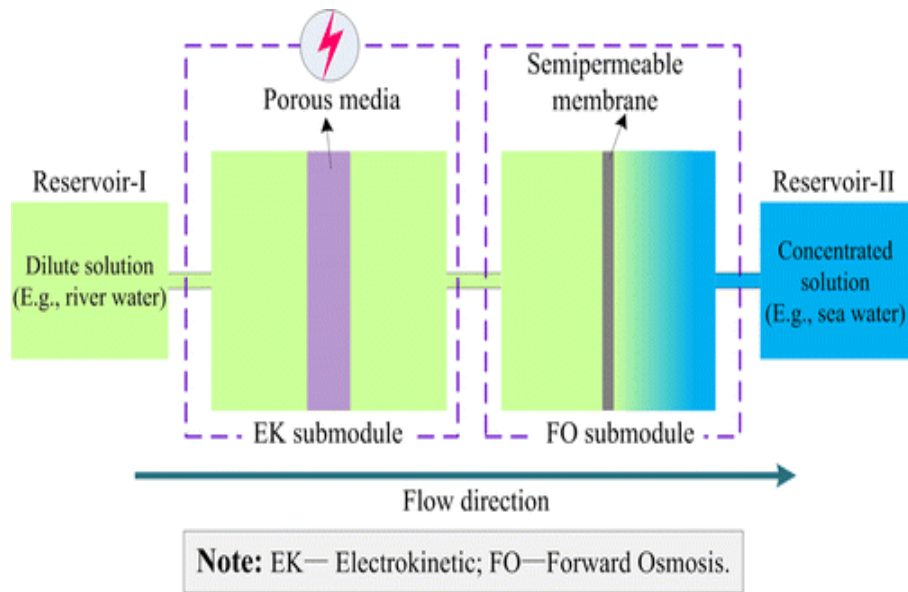 Porous media
Semipermeable
membrane
Reservoir-I
Dilute solution
(E.g., river water)
Reservoir-II
Concentrated
solution
(E.g., sea water)
EK submodule
FO submodule
Flow direction
Note: EK— Electrokinetic; FO—Forward Osmosis.